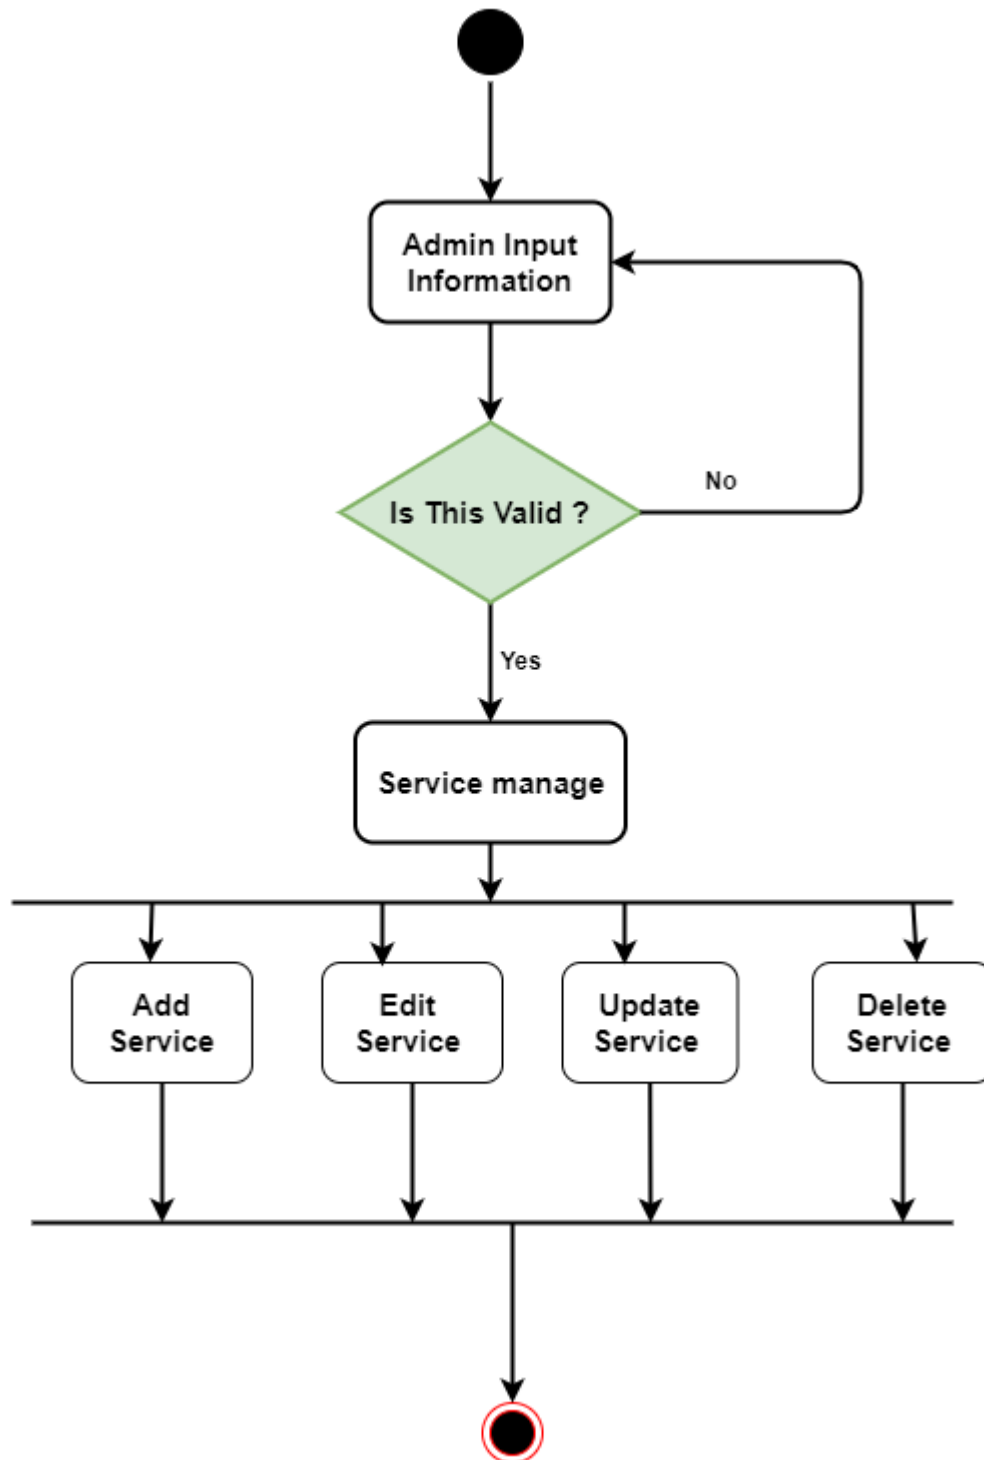 Admin Input
Information
Is This Valid ?
No
Yes
Service manage
Add
Service
Edit
Service
Update
Service
Delete
Service